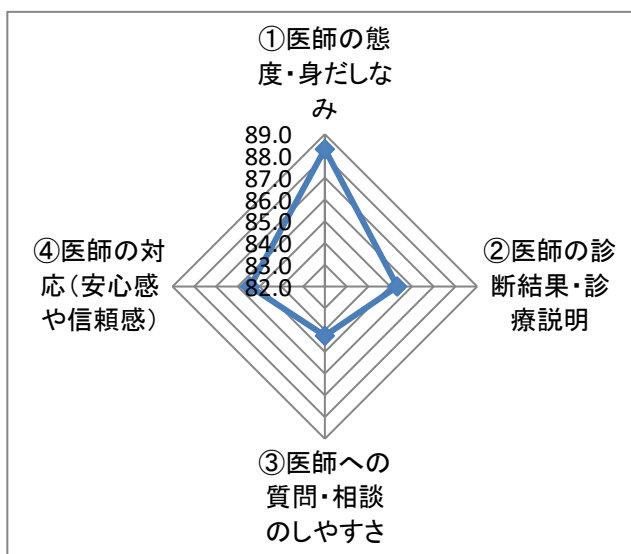 ①医師の態
度・身だしな
み
89.0
88.0
87.0
86.0
85.0
84.0
83.0
82.0
②医師の診
断結果・診
療説明
③医師への
質問・相談
のしやすさ
④医師の対
応(安心感
や信頼感)